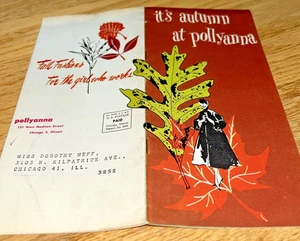 it's autumn
at pollyanna
Fall Fashions
For the girl who works
pollyanna
Chicago 2, Illinois
PAID
MISS DOROTHY NEFF,
3105 N. KILPATRICK AVE.,
CHICAGO 41, ILL.
3252